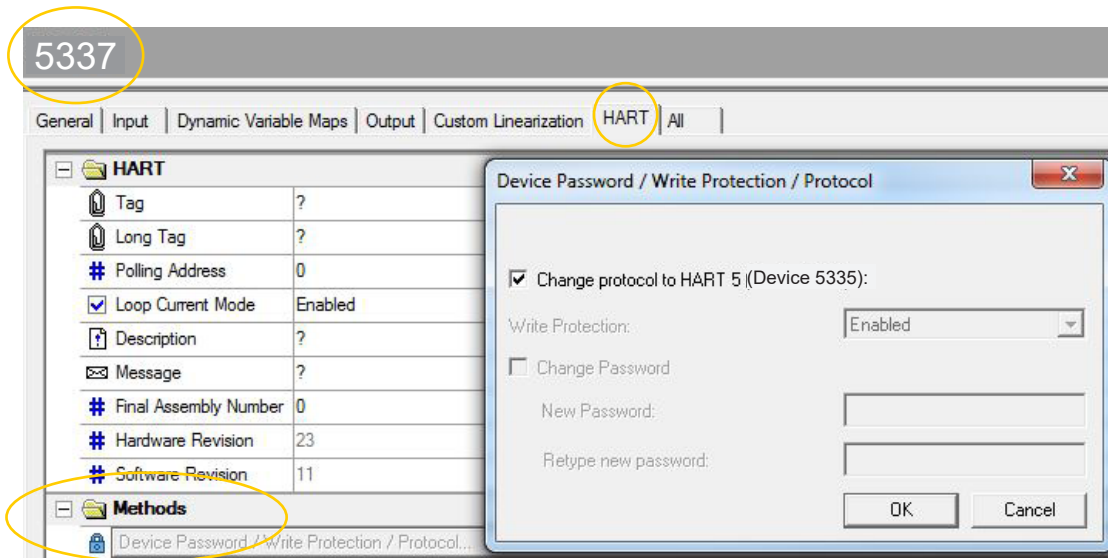 5337
General Input Dynamic Variable Maps Output Custom Linearization HART All
HART
Tag ?
Long Tag ?
# Polling Address 0
Loop Current Mode Enabled
Description ?
Message ?
# Final Assembly Number 0
# Hardware Revision 23
# Software Revision 11
Methods
Device Password / Write Protection / Protocol...
Device Password / Write Protection / Protocol
Change protocol to HART 5 (Device 5335):
Write Protection: Enabled
Change Password
New Password:
Retype new password:
OK Cancel